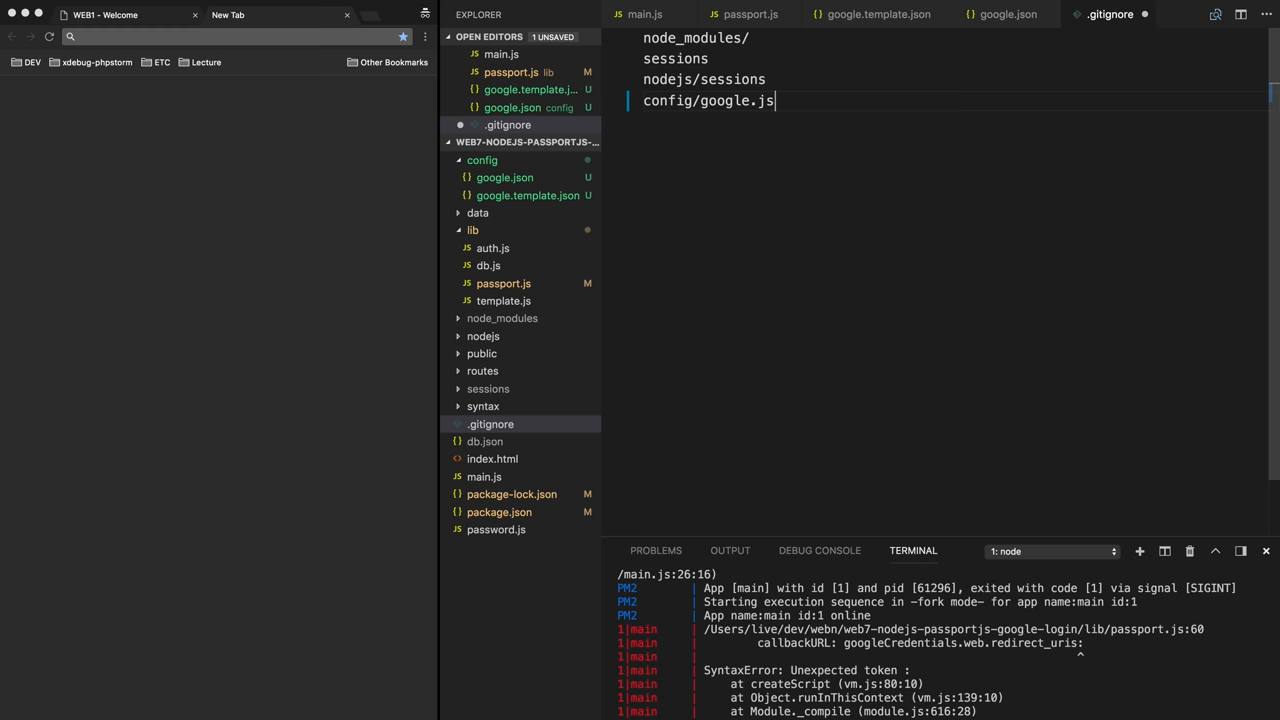 WEB1 - Welcome
New Tab
DEV
xdebug-phpstorm
ETC
Lecture
Other Bookmarks
EXPLORER
OPEN EDITORS 1 UNSAVED
main.js
passport.js lib M
google.template.j... U
google.json config U
.gitignore
WEB7-NODEJS-PASSPORTJS-...
config
{} google.json U
{} google.template.json U
data
lib
JS auth.js
JS db.js
JS passport.js M
JS template.js
node_modules
nodejs
public
routes
sessions
syntax
.gitignore
{} db.json
<> index.html
JS main.js
{} package-lock.json M
{} package.json M
JS password.js
JS main.js
JS passport.js
{} google.template.json
{} google.json
.gitignore
node_modules/
sessions
nodejs/sessions
config/google.js
PROBLEMS
OUTPUT
DEBUG CONSOLE
TERMINAL
1: node
/main.js:26:16)
PM2 | App [main] with id [1] and pid [61296], exited with code [1] via signal [SIGINT]
PM2 | Starting execution sequence in -fork mode- for app name:main id:1
PM2 | App name:main id:1 online
1|main | /Users/live/dev/webn/web7-nodejs-passportjs-google-login/lib/passport.js:60
1|main | callbackURL: googleCredentials.web.redirect_uris:
1|main | ^
1|main | SyntaxError: Unexpected token :
1|main | at createScript (vm.js:80:10)
1|main | at Object.runInThisContext (vm.js:139:10)
1|main | at Module._compile (module.js:616:28)